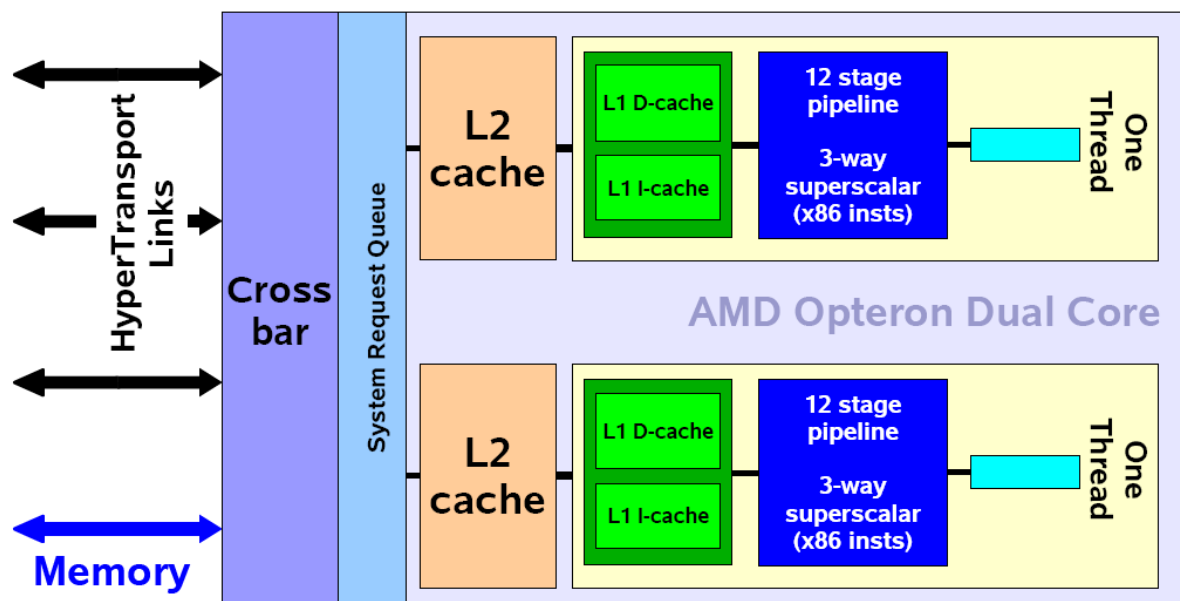 HyperTransport
Links
Memory
Cross
bar
System Request Queue
L2
cache
L1 D-cache
L1 I-cache
12 stage
pipeline
3-way
superscalar
(x86 insts)
One
Thread
AMD Opteron Dual Core
L2
cache
L1 D-cache
L1 I-cache
12 stage
pipeline
3-way
superscalar
(x86 insts)
One
Thread